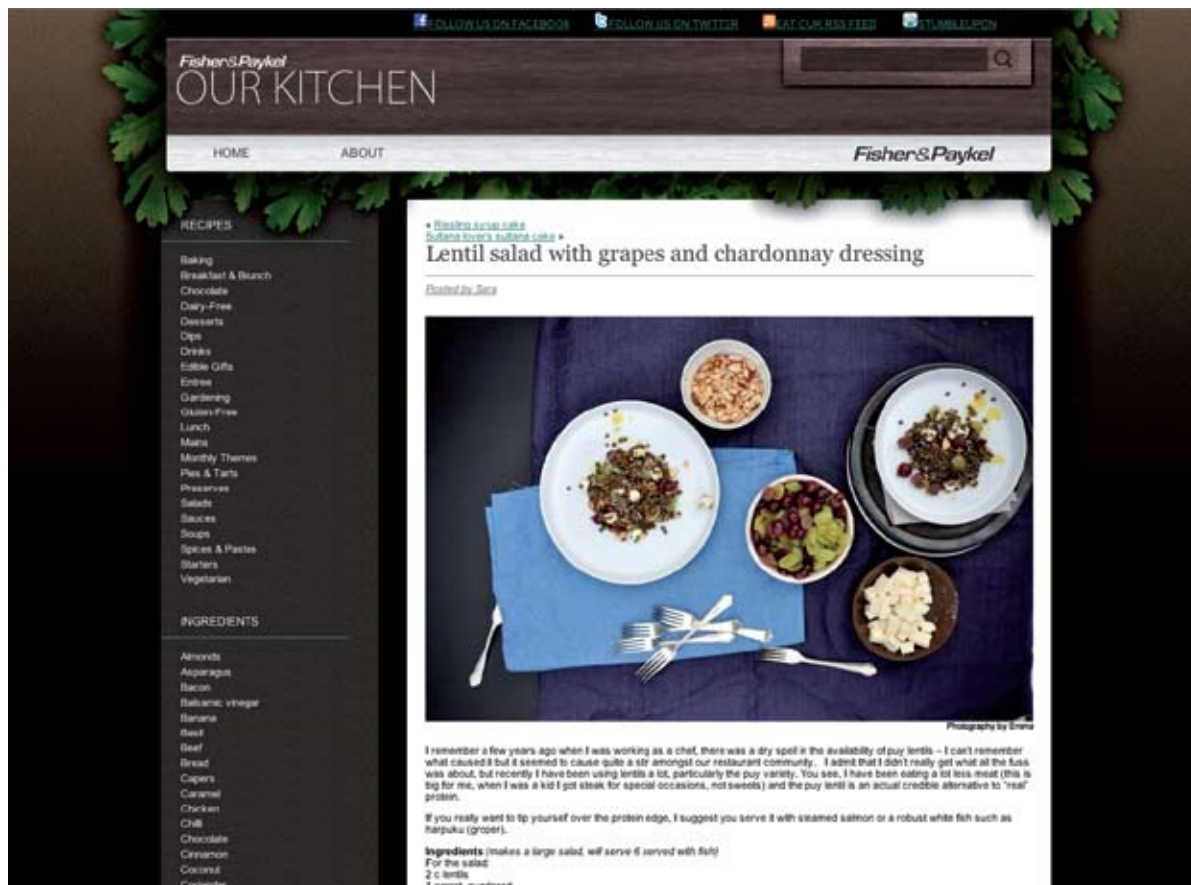 FOLLOW US ON FACEBOOK
FOLLOW US ON TWITTER
EAT OUR RSS FEED
STUMBLEUPON
Fisher&Paykel
OUR KITCHEN
HOME
ABOUT
Fisher&Paykel
RECIPES
Baking
Breakfast & Brunch
Chocolate
Dairy-Free
Desserts
Dips
Drinks
Edible Gifts
Entree
Gardening
Gluten-Free
Lunch
Mains
Monthly Themes
Pies & Tarts
Preserves
Salads
Sauces
Soups
Spices & Pastes
Starters
Vegetarian
INGREDIENTS
Almonds
Asparagus
Bacon
Balsamic vinegar
Banana
Basil
Beef
Bread
Capers
Caramel
Chicken
Chilli
Chocolate
Cinnamon
Coconut
Coriander
« Riesling syrup cake
Sultana lover's sultana cake »
Lentil salad with grapes and chardonnay dressing
Posted by Sara
Photography by Emma
I remember a few years ago when I was working as a chef, there was a dry spell in the availability of puy lentils – I can't remember
what caused it but it seemed to cause quite a stir amongst our restaurant community. I admit that I didn't really get what all the fuss
was about, but recently I have been using lentils a lot, particularly the puy variety. You see, I have been eating a lot less meat (this is
big for me, when I was a kid I got steak for special occasions, not sweets) and the puy lentil is an actual credible alternative to "real"
protein.
If you really want to tip yourself over the protein edge, I suggest you serve it with steamed salmon or a robust white fish such as
harpuku (groper).
Ingredients (makes a large salad, will serve 6 served with fish)
For the salad:
2 c lentils